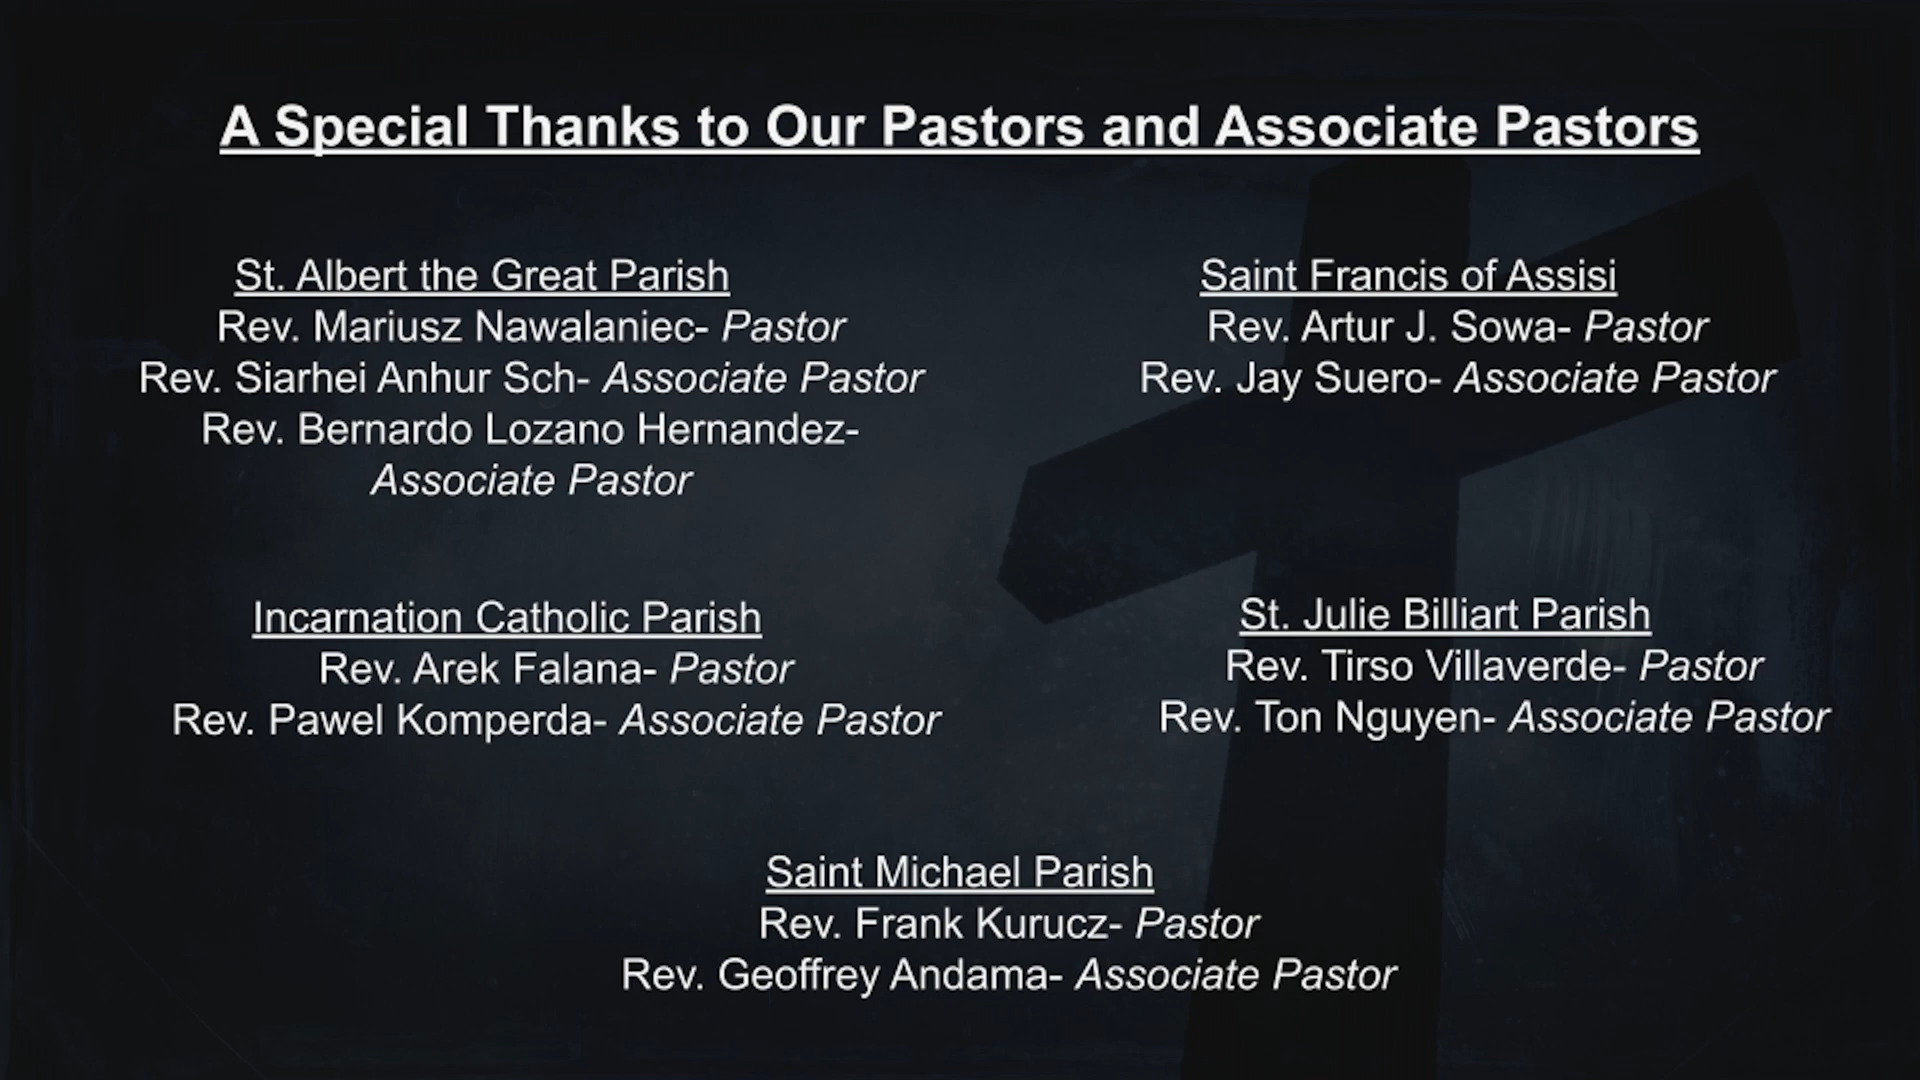 A Special Thanks to Our Pastors and Associate Pastors
St. Albert the Great Parish
Rev. Mariusz Nawalaniec- Pastor
Rev. Siarhei Anhur Sch- Associate Pastor
Rev. Bernardo Lozano Hernandez-
Associate Pastor
Saint Francis of Assisi
Rev. Artur J. Sowa- Pastor
Rev. Jay Suero- Associate Pastor
Incarnation Catholic Parish
Rev. Arek Falana- Pastor
Rev. Pawel Komperda- Associate Pastor
St. Julie Billiart Parish
Rev. Tirso Villaverde- Pastor
Rev. Ton Nguyen- Associate Pastor
Saint Michael Parish
Rev. Frank Kurucz- Pastor
Rev. Geoffrey Andama- Associate Pastor